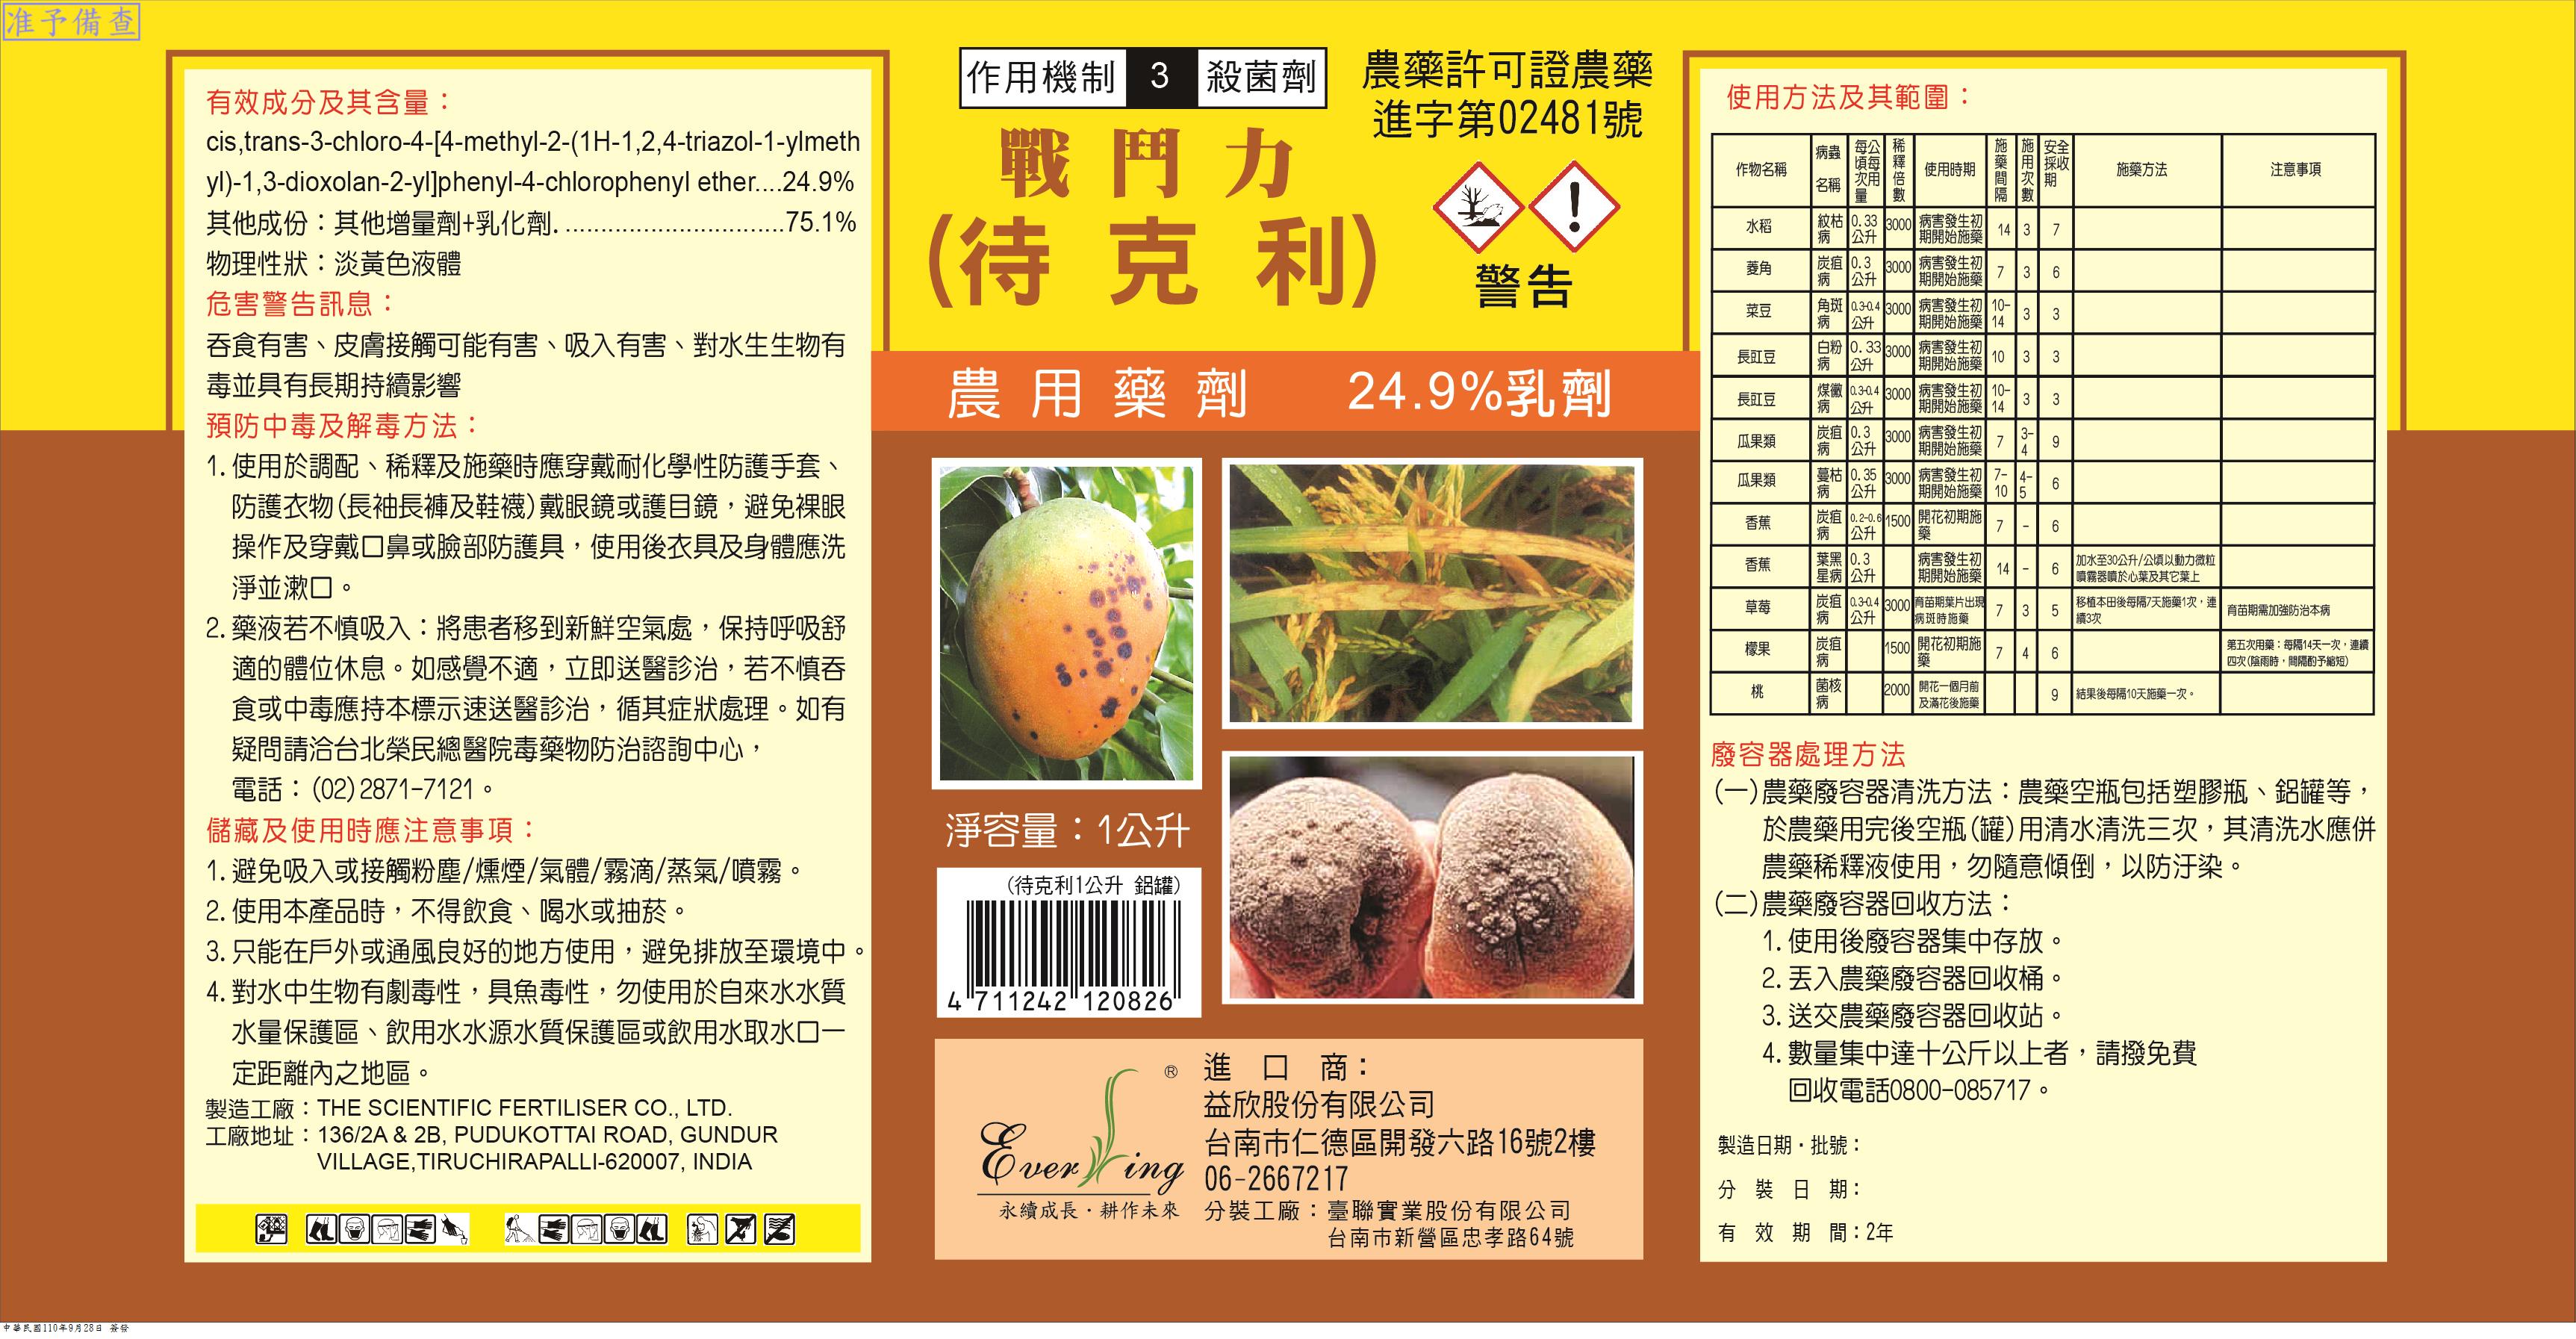 准予備查
有效成分及其含量：
cis,trans-3-chloro-4-[4-methyl-2-(1H-1,2,4-triazol-1-ylmeth
yl)-1,3-dioxolan-2-yl]phenyl-4-chlorophenyl ether....24.9%
其他成份：其他增量劑+乳化劑. ...............................75.1%
物理性狀：淡黃色液體
危害警告訊息：
吞食有害、皮膚接觸可能有害、吸入有害、對水生生物有
毒並具有長期持續影響
預防中毒及解毒方法：
1. 使用於調配、稀釋及施藥時應穿戴耐化學性防護手套、
防護衣物(長袖長褲及鞋襪)戴眼鏡或護目鏡，避免裸眼
操作及穿戴口鼻或臉部防護具，使用後衣具及身體應洗
淨並漱口。
2. 藥液若不慎吸入：將患者移到新鮮空氣處，保持呼吸舒
適的體位休息。如感覺不適，立即送醫診治，若不慎吞
食或中毒應持本標示速送醫診治，循其症狀處理。如有
疑問請洽台北榮民總醫院毒藥物防治諮詢中心，
電話：(02)2871-7121。
儲藏及使用時應注意事項：
1. 避免吸入或接觸粉塵/燻煙/氣體/霧滴/蒸氣/噴霧。
2. 使用本產品時，不得飲食、喝水或抽菸。
3. 只能在戶外或通風良好的地方使用，避免排放至環境中。
4. 對水中生物有劇毒性，具魚毒性，勿使用於自來水水質
水量保護區、飲用水水源水質保護區或飲用水取水口一
定距離內之地區。
製造工廠：THE SCIENTIFIC FERTILISER CO., LTD.
工廠地址：136/2A & 2B, PUDUKOTTAI ROAD, GUNDUR
VILLAGE,TIRUCHIRAPALLI-620007, INDIA
作用機制 3 殺菌劑
農藥許可證農藥
進字第02481號
戰鬥力
(待克利)
警告
農用藥劑 24.9%乳劑
淨容量：1公升
(待克利1公升 鋁罐)
4 711242 120826
Ever King ®
永續成長・耕作未來
進口商：
益欣股份有限公司
台南市仁德區開發六路16號2樓
06-2667217
分裝工廠：臺聯實業股份有限公司
台南市新營區忠孝路64號
使用方法及其範圍：
作物名稱 病蟲名稱 每公頃每次用量 稀釋倍數 使用時期 施藥間隔 施用次數 安全採收期 施藥方法 注意事項
水稻 紋枯病 0.33公升 3000 病害發生初期開始施藥 14 3 7
菱角 炭疽病 0.3公升 3000 病害發生初期開始施藥 7 3 6
菜豆 角斑病 0.3-0.4公升 3000 病害發生初期開始施藥 10-14 3 3
長豇豆 白粉病 0.33公升 3000 病害發生初期開始施藥 10 3 3
長豇豆 煤黴病 0.3-0.4公升 3000 病害發生初期開始施藥 10-14 3 3
瓜果類 炭疽病 0.3公升 3000 病害發生初期開始施藥 7 3-4 9
瓜果類 蔓枯病 0.35公升 3000 病害發生初期開始施藥 7-10 4-5 6
香蕉 炭疽病 0.2-0.6公升 1500 開花初期施藥 7 - 6
香蕉 葉黑星病 0.3公升 病害發生初期開始施藥 14 - 6 加水至30公升/公頃以動力微粒噴霧器噴於心葉及其它葉上
草莓 炭疽病 0.3-0.4公升 3000 育苗期葉片出現病斑時施藥 7 3 5 移植本田後每隔7天施藥1次，連續3次 育苗期需加強防治本病
檬果 炭疽病 1500 開花初期施藥 7 4 6 第五次用藥：每隔14天一次，連續四次(陰雨時，間隔酌予縮短)
桃 菌核病 2000 開花一個月前及滿花後施藥 9 結果後每隔10天施藥一次。
廢容器處理方法
(一)農藥廢容器清洗方法：農藥空瓶包括塑膠瓶、鋁罐等，
於農藥用完後空瓶(罐)用清水清洗三次，其清洗水應併
農藥稀釋液使用，勿隨意傾倒，以防汙染。
(二)農藥廢容器回收方法：
1. 使用後廢容器集中存放。
2. 丟入農藥廢容器回收桶。
3. 送交農藥廢容器回收站。
4. 數量集中達十公斤以上者，請撥免費
回收電話0800-085717。
製造日期・批號：
分裝日期：
有效期間：2年
中華民國110年9月28日 簽發